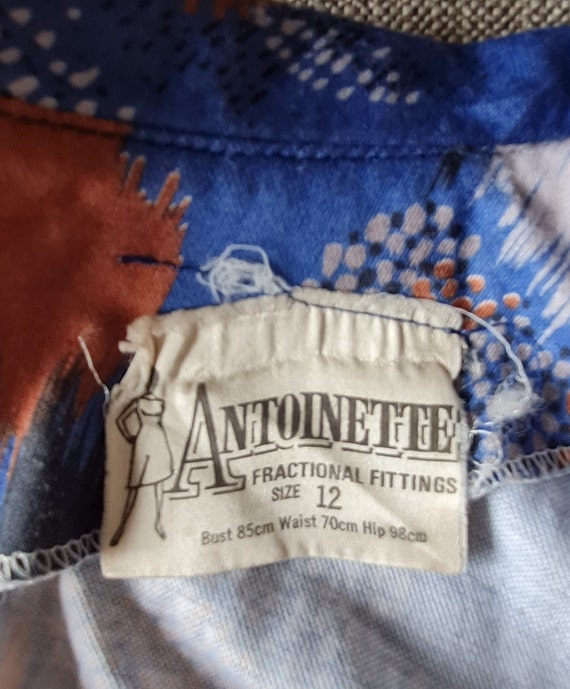 ANTOINETTE
FRACTIONAL FITTINGS
SIZE 12
Bust 85cm Waist 70cm Hip 98cm